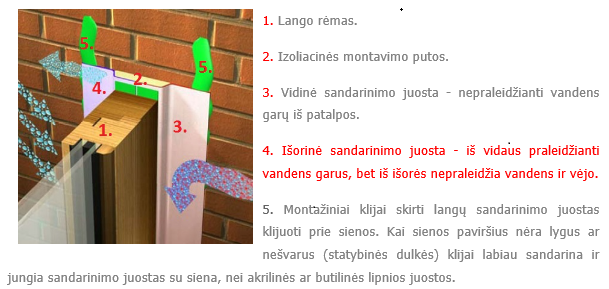 5.
5.
2.
4.
1.
3.
1. Lango rėmas.
2. Izoliacinės montavimo putos.
3. Vidinė sandarinimo juosta - nepraleidžianti vandens
garų iš patalpos.
4. Išorinė sandarinimo juosta - iš vidaus praleidžianti
vandens garus, bet iš išorės nepraleidžia vandens ir vėjo.
5. Montažiniai klijai skirti langų sandarinimo juostas
klijuoti prie sienos. Kai sienos paviršius nėra lygus ar
nešvarus (statybinės dulkės) klijai labiau sandarina ir
jungia sandarinimo juostas su siena, nei akrilinės ar butilinės lipnios juostos.